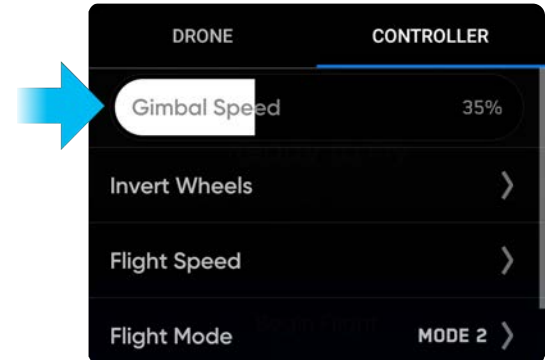 DRONE CONTROLLER
Gimbal Speed 35%
Invert Wheels
Flight Speed
Flight Mode MODE 2